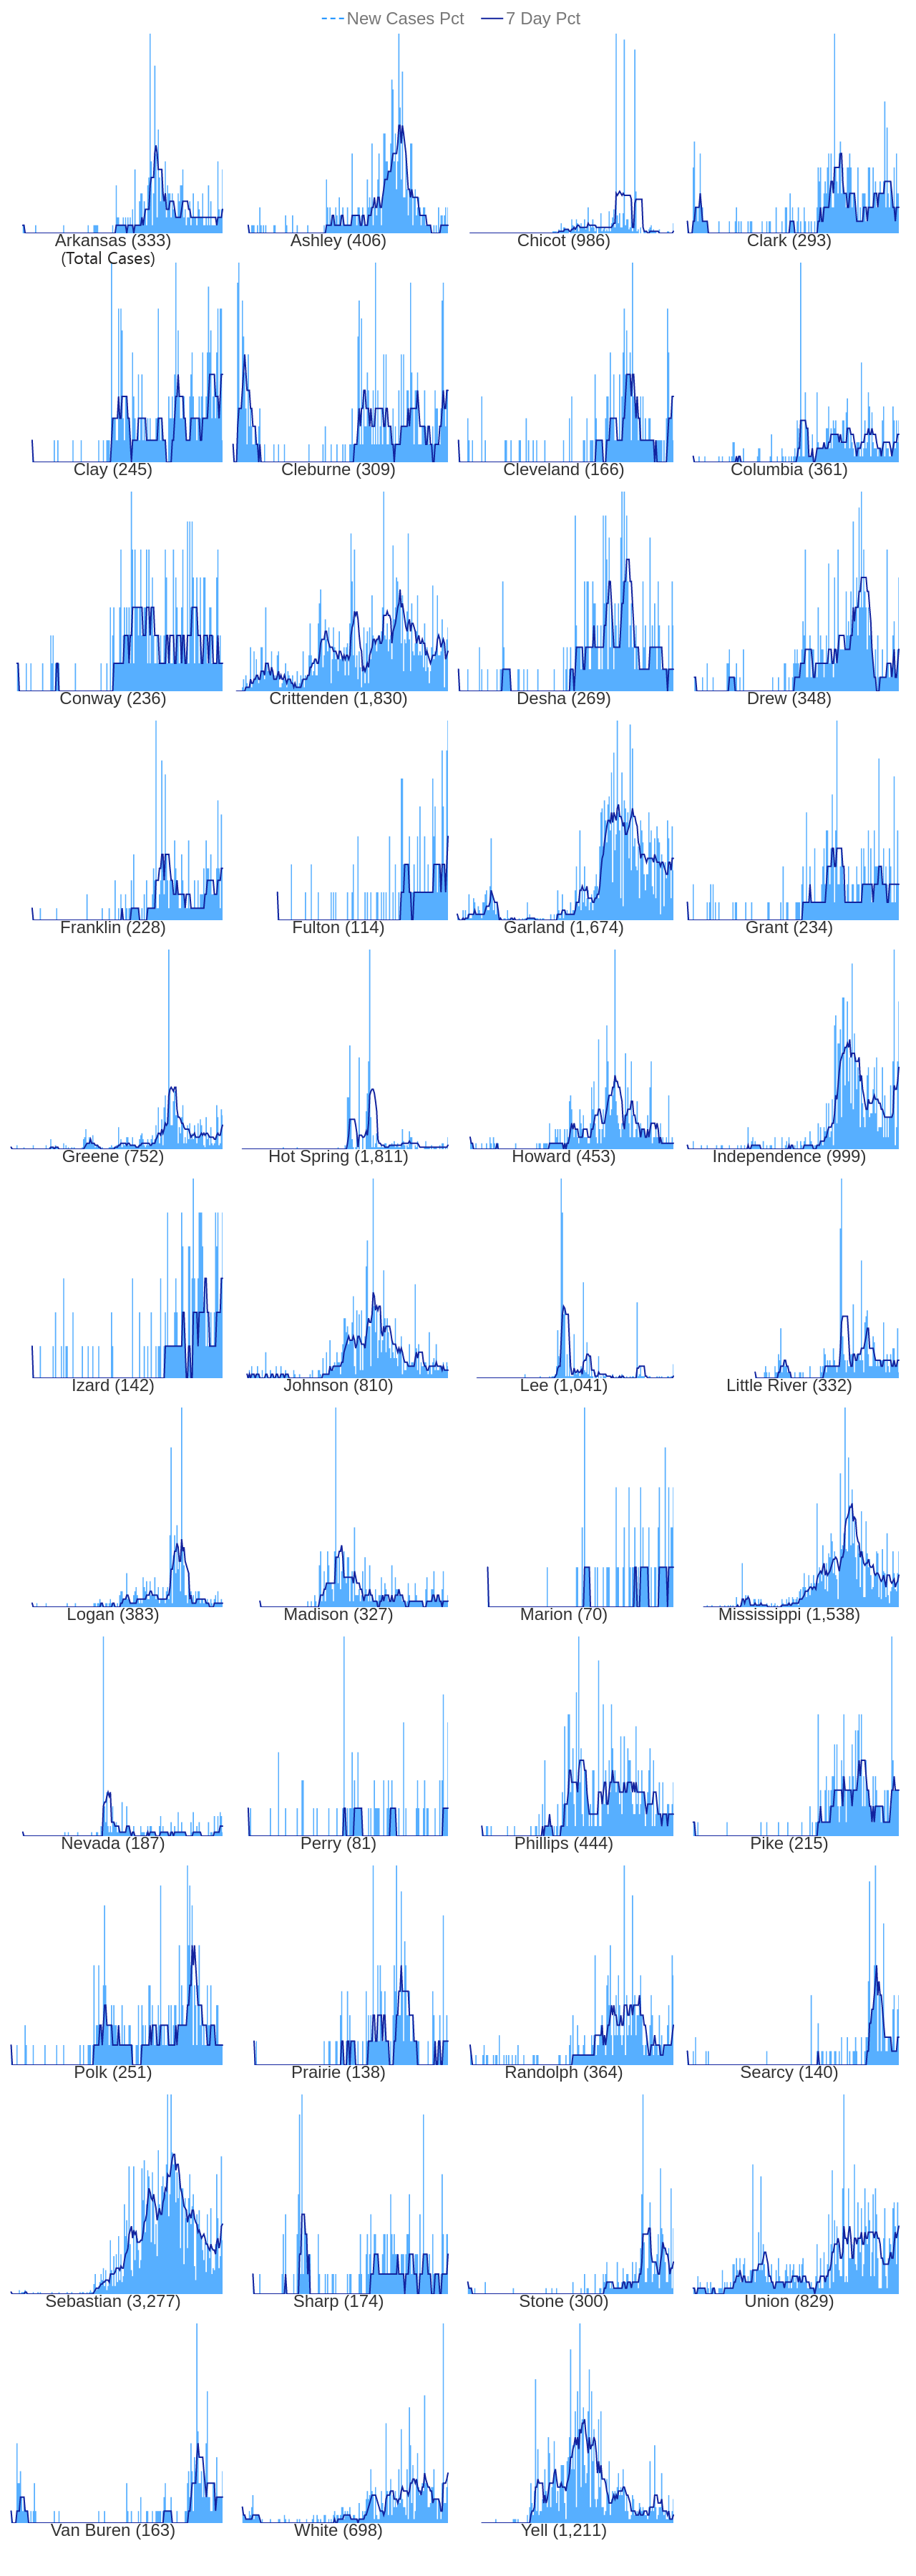 New Cases Pct 7 Day Pct
Arkansas (333) Ashley (406) Chicot (986) Clark (293)
(Total Cases)
Clay (245) Cleburne (309) Cleveland (166) Columbia (361)
Conway (236) Crittenden (1,830) Desha (269) Drew (348)
Franklin (228) Fulton (114) Garland (1,674) Grant (234)
Greene (752) Hot Spring (1,811) Howard (453) Independence (999)
Izard (142) Johnson (810) Lee (1,041) Little River (332)
Logan (383) Madison (327) Marion (70) Mississippi (1,538)
Nevada (187) Perry (81) Phillips (444) Pike (215)
Polk (251) Prairie (138) Randolph (364) Searcy (140)
Sebastian (3,277) Sharp (174) Stone (300) Union (829)
Van Buren (163) White (698) Yell (1,211)